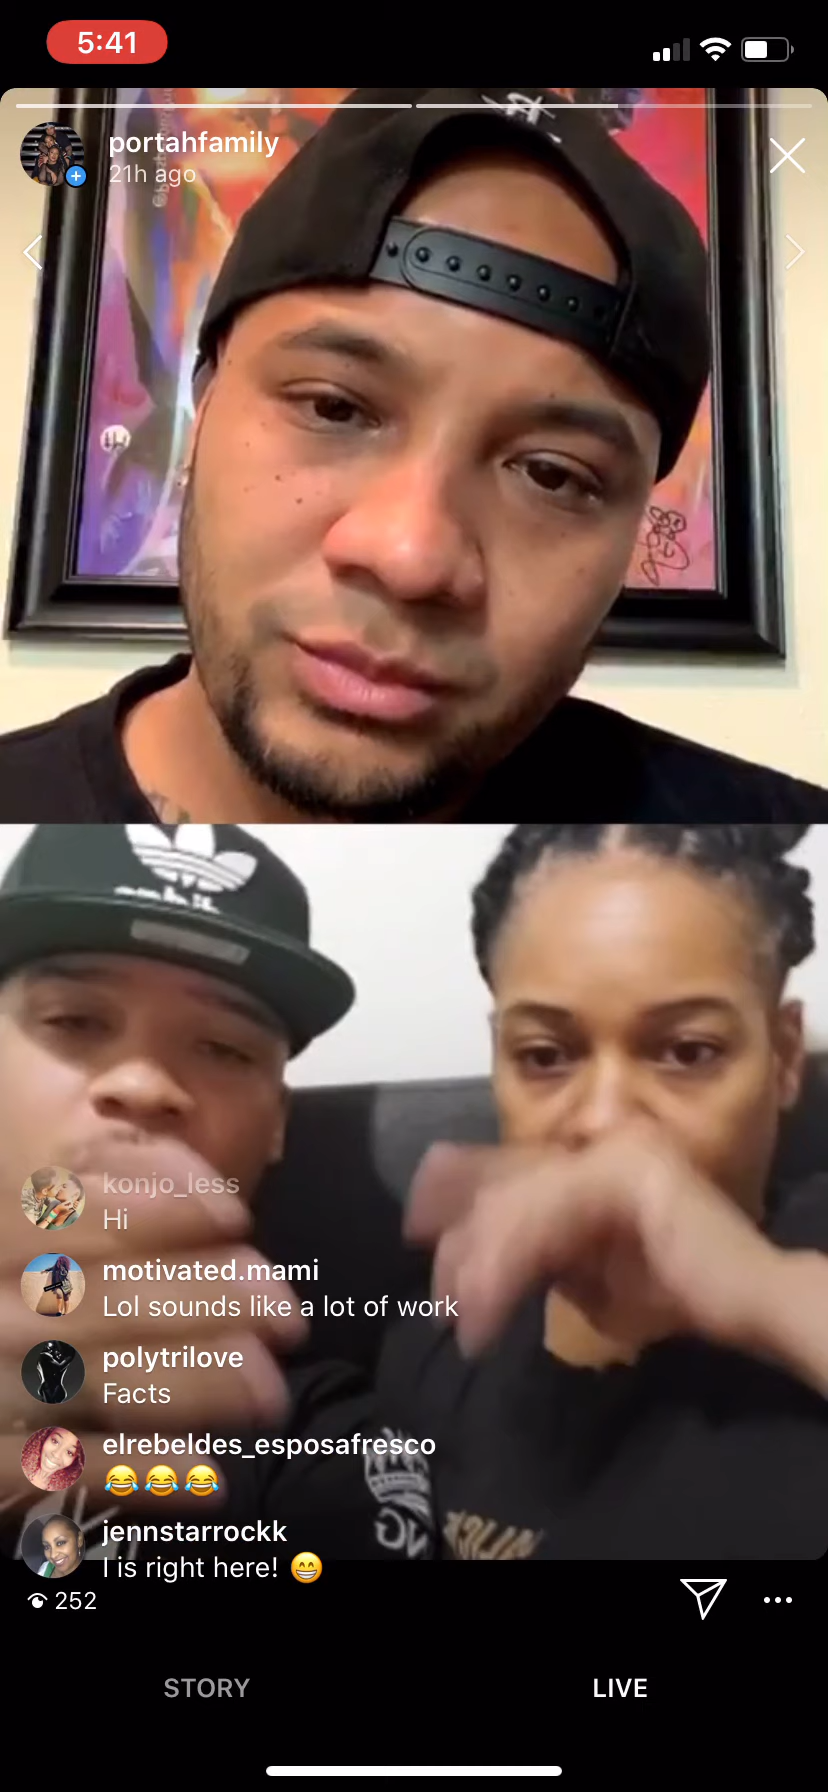 5:41
portahfamily
21h ago
konjo_less
Hi
motivated.mami
Lol sounds like a lot of work
polytrilove
Facts
elrebeldes_esposafresco
😂😂😂
jennstarrockk
I is right here! 😁
252
STORY
LIVE